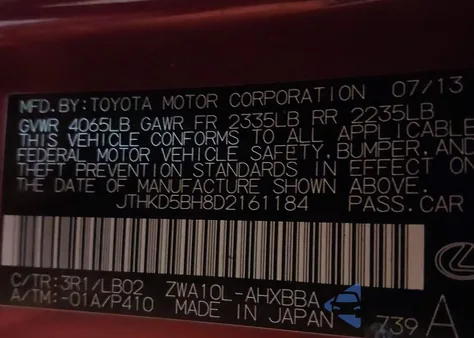 MFD. BY: TOYOTA MOTOR CORPORATION 07/13
GVWR 4065LB GAWR FR 2335LB RR 2235LB
THIS VEHICLE CONFORMS TO ALL APPLICABLE
FEDERAL MOTOR VEHICLE SAFETY, BUMPER, AND
THEFT PREVENTION STANDARDS IN EFFECT O
THE DATE OF MANUFACTURE SHOWN ABOVE.
JTHKD5BH8D2161184 PASS. CAR
C/TR: 3R1/LB02 ZWA10L-AHXBBA
A/TM: -01A/P410 MADE IN JAPAN 739 A